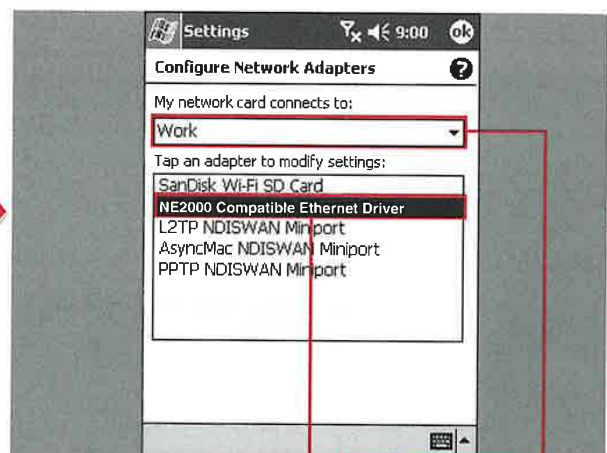 Settings 9:00 ok
Configure Network Adapters ?
My network card connects to:
Work
Tap an adapter to modify settings:
SanDisk Wi-Fi SD Card
NE2000 Compatible Ethernet Driver
L2TP NDISWAN Miniport
AsyncMac NDISWAN Miniport
PPTP NDISWAN Miniport